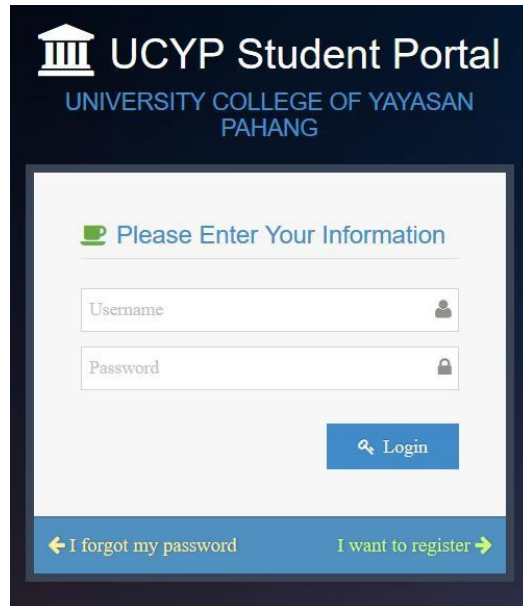 UCYP Student Portal
UNIVERSITY COLLEGE OF YAYASAN
PAHANG
Please Enter Your Information
Username
Password
Login
I forgot my password
I want to register